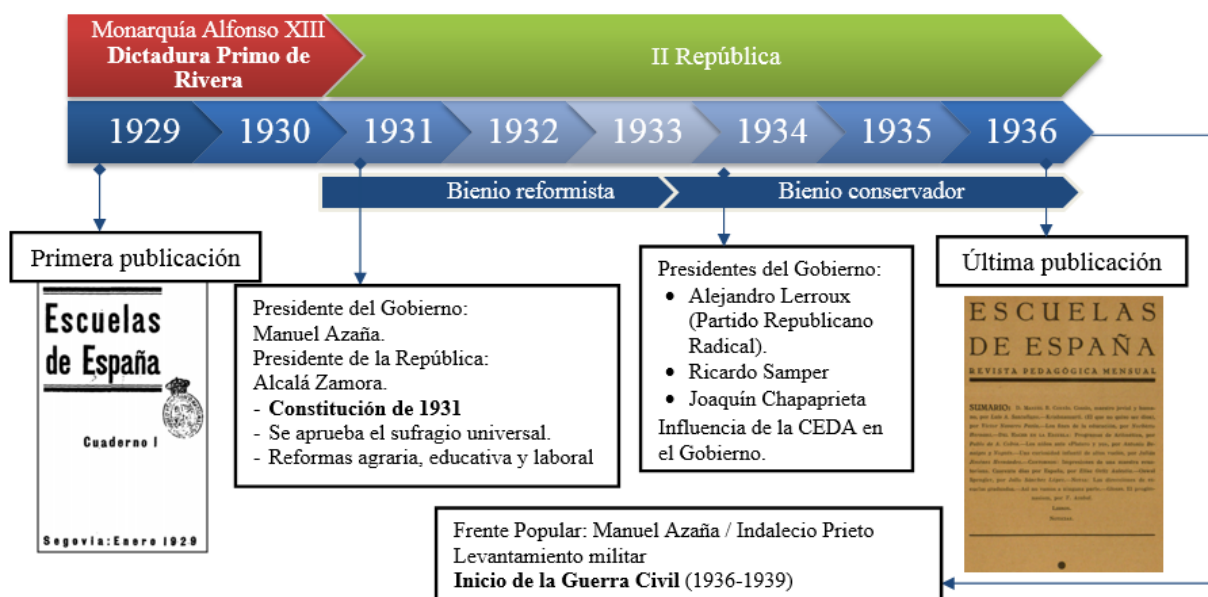 Monarquía Alfonso XIII
Dictadura Primo de
Rivera
II República
1929
1930
1931
1932
1933
1934
1935
1936
Bienio reformista
Bienio conservador
Primera publicación
Escuelas
de España
Cuaderno I
Segovia: Enero 1929
Presidente del Gobierno:
Manuel Azaña.
Presidente de la República:
Alcalá Zamora.
- Constitución de 1931
- Se aprueba el sufragio universal.
- Reformas agraria, educativa y laboral
Presidentes del Gobierno:
• Alejandro Lerroux
(Partido Republicano
Radical).
• Ricardo Samper
• Joaquín Chapaprieta
Influencia de la CEDA en
el Gobierno.
Última publicación
ESCUELAS
DE ESPAÑA
REVISTA PEDAGÓGICA MENSUAL
SUMARIO:
Frente Popular: Manuel Azaña / Indalecio Prieto
Levantamiento militar
Inicio de la Guerra Civil (1936-1939)